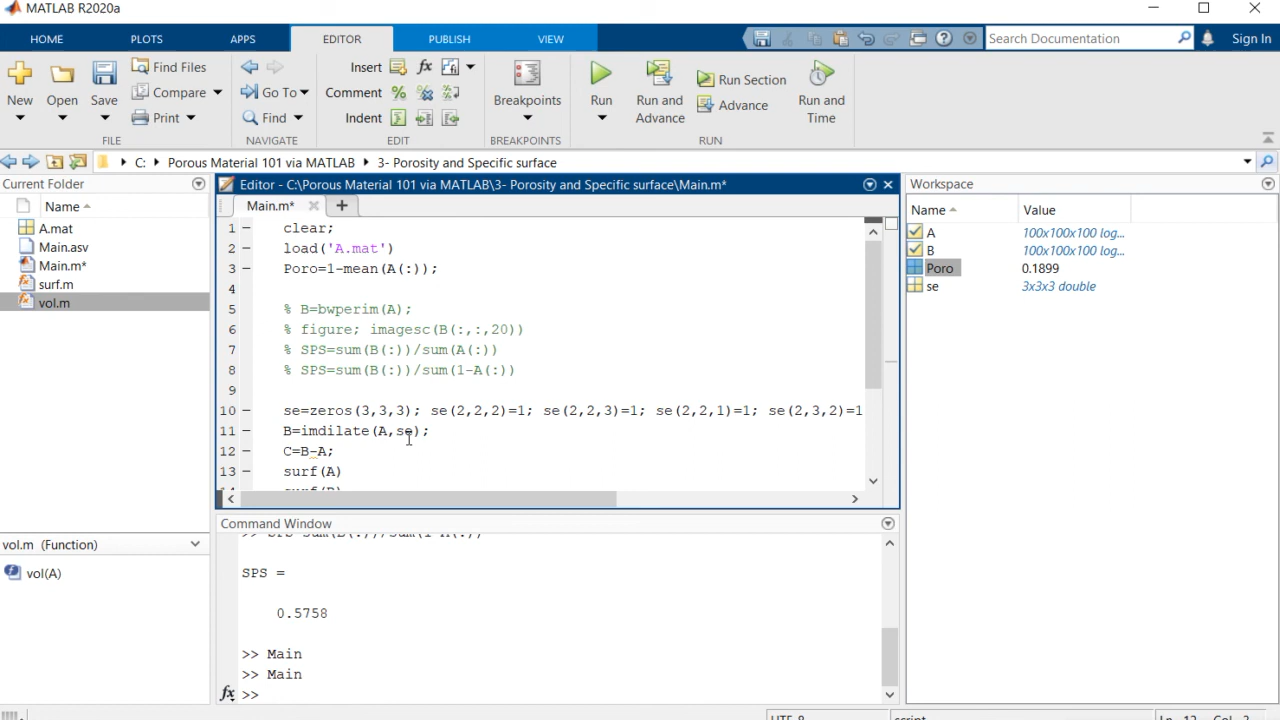 MATLAB R2020a
HOME PLOTS APPS EDITOR PUBLISH VIEW Search Documentation Sign In
New Open Save Find Files Compare Print
Go To Find
Insert fx
Comment %
Indent
Breakpoints Run Run and Advance Run Section Advance Run and Time
FILE NAVIGATE EDIT BREAKPOINTS RUN
C: Porous Material 101 via MATLAB 3- Porosity and Specific surface
Current Folder
Name
A.mat
Main.asv
Main.m*
surf.m
vol.m
vol.m (Function)
vol(A)
Editor - C:\Porous Material 101 via MATLAB\3- Porosity and Specific surface\Main.m*
Main.m*
1 - clear;
2 - load('A.mat')
3 - Poro=1-mean(A(:));
4
5 % B=bwperim(A);
6 % figure; imagesc(B(:,:,20))
7 % SPS=sum(B(:))/sum(A(:))
8 % SPS=sum(B(:))/sum(1-A(:))
9
10 - se=zeros(3,3,3); se(2,2,2)=1; se(2,2,3)=1; se(2,2,1)=1; se(2,3,2)=1
11 - B=imdilate(A,se);
12 - C=B-A;
13 - surf(A)
Command Window
SPS =
0.5758
>> Main
>> Main
fx >>
Workspace
Name Value
A 100x100x100 log...
B 100x100x100 log...
Poro 0.1899
se 3x3x3 double